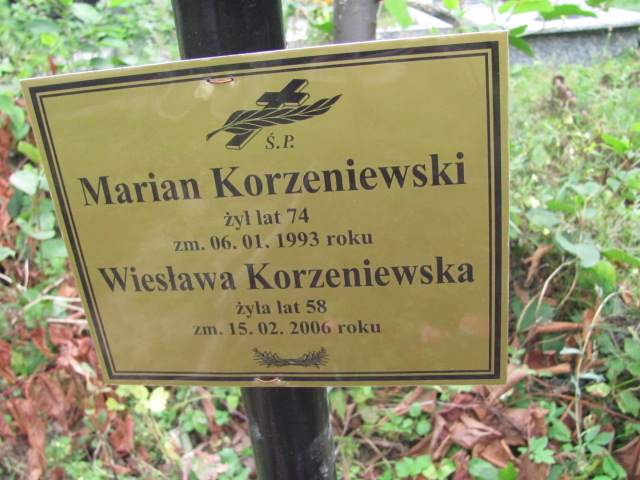 Ś.P.
Marian Korzeniewski
żył lat 74
zm. 06. 01. 1993 roku
Wiesława Korzeniewska
żyła lat 58
zm. 15. 02. 2006 roku